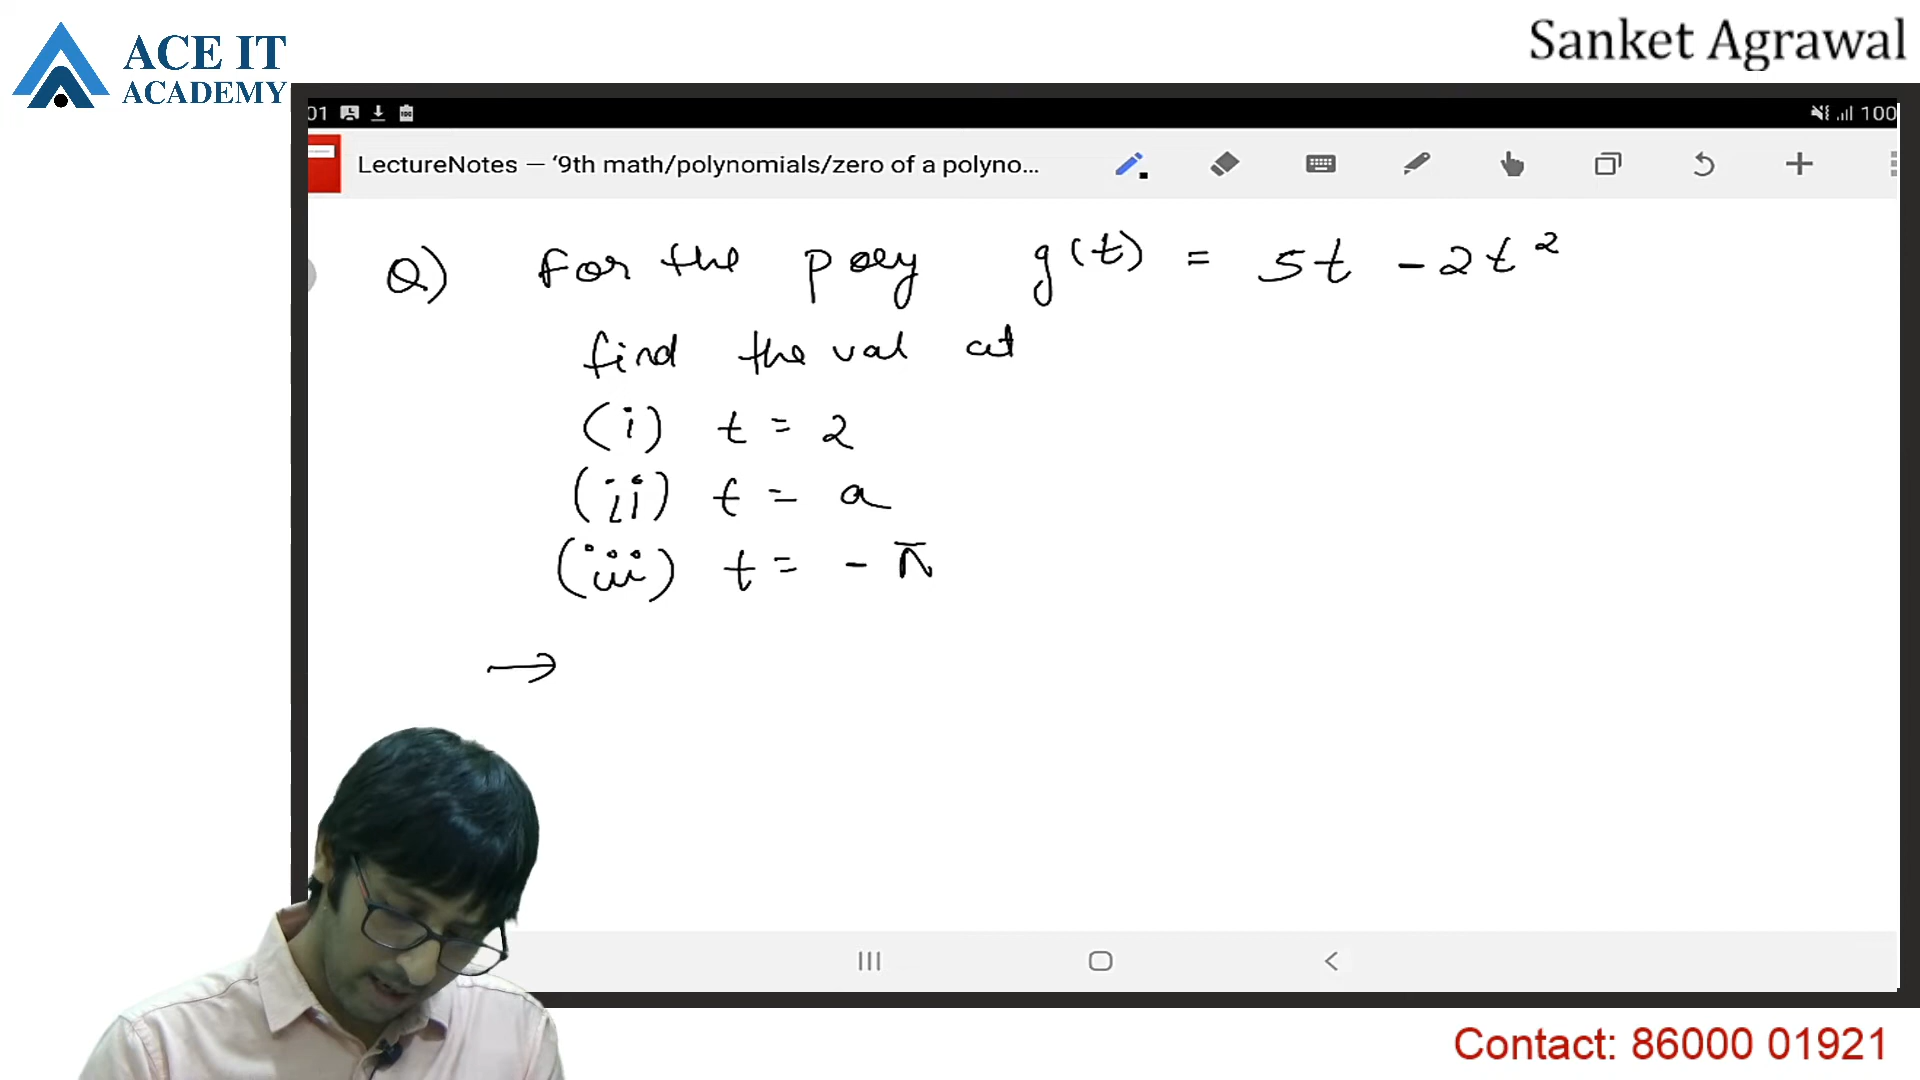 ACE IT
ACADEMY
Sanket Agrawal
01
100
LectureNotes — ‘9th math/polynomials/zero of a polyno...
Q) For the poly g(t) = 5t - 2t²
find the val at
(i) t = 2
(ii) t = a
(iii) t = - π
→
Contact: 86000 01921